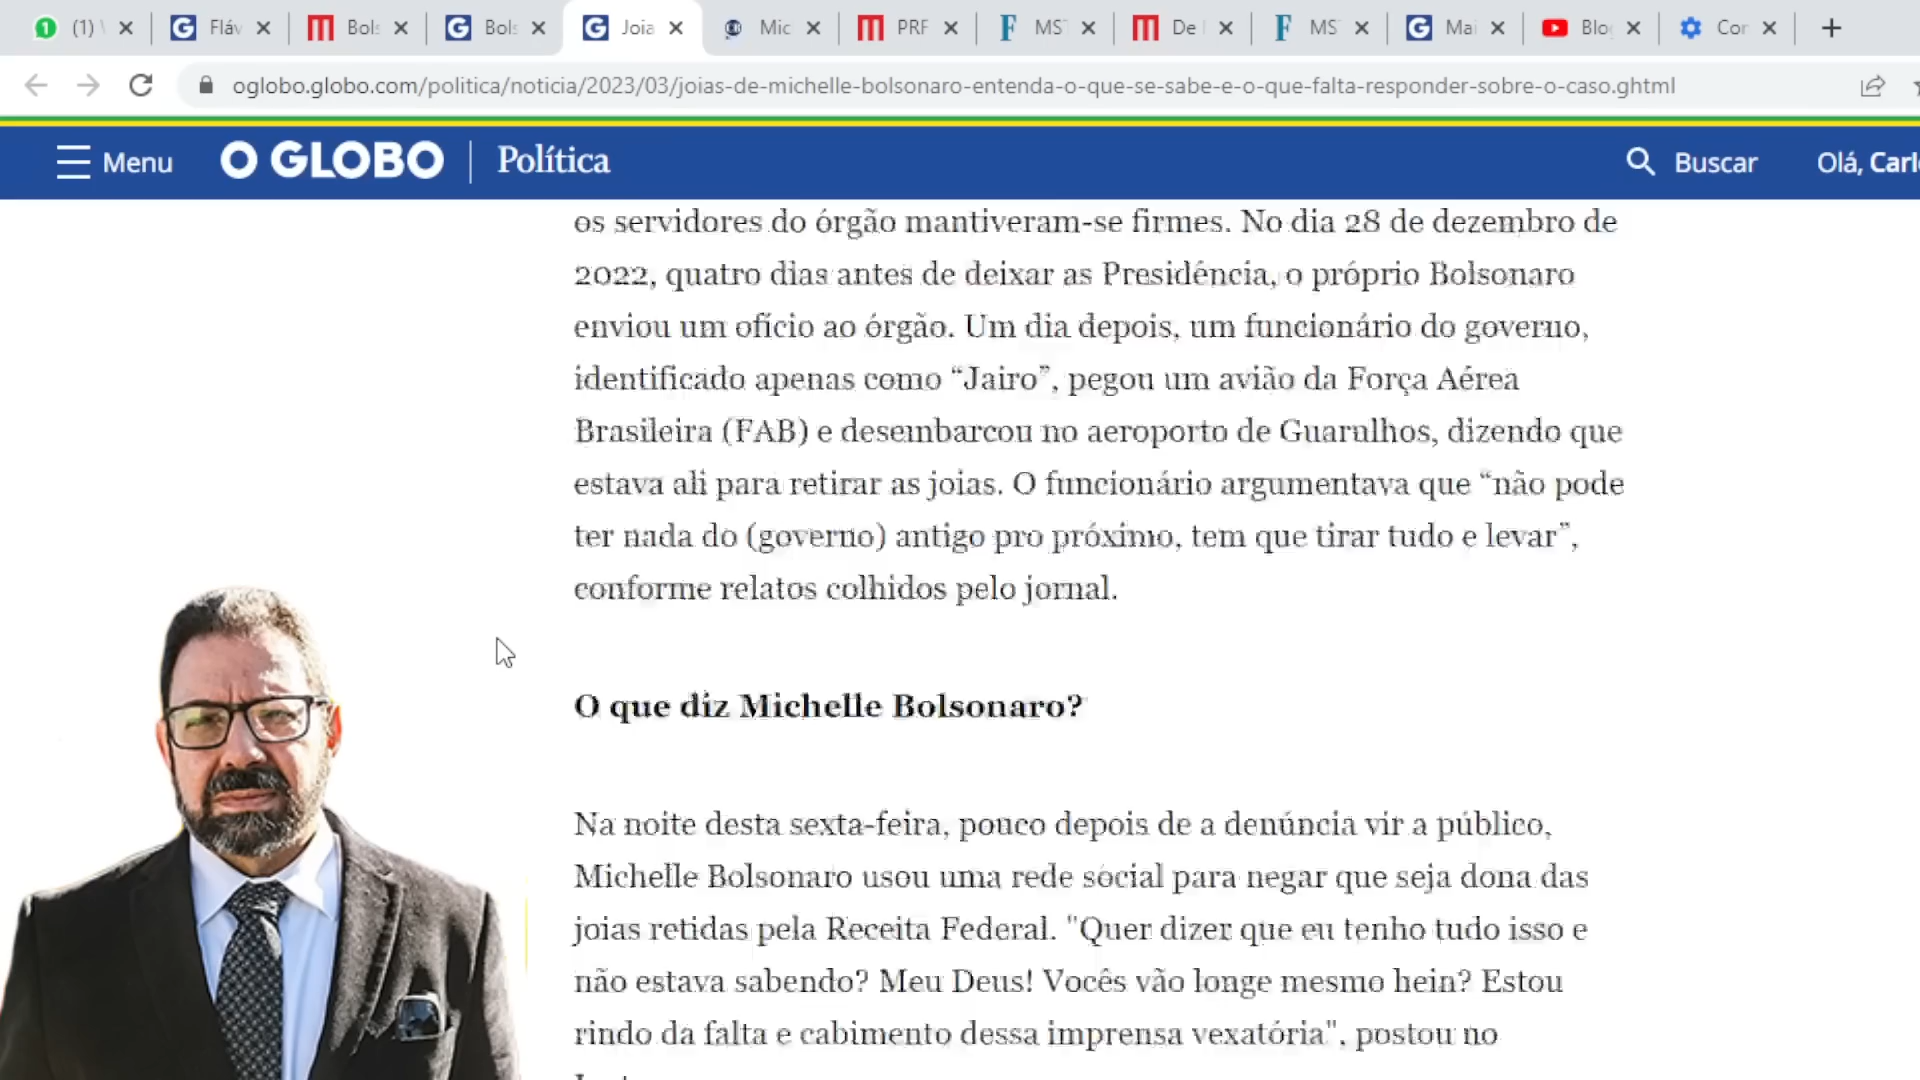 (1)
Fláv
Bols
Bols
Joia
Mic
PRF
MST
De
MS
Mai
Blo
Cor
oglobo.globo.com/politica/noticia/2023/03/joias-de-michelle-bolsonaro-entenda-o-que-se-sabe-e-o-que-falta-responder-sobre-o-caso.ghtml
Menu
O GLOBO
Política
Buscar
Olá, Carl
os servidores do órgão mantiveram-se firmes. No dia 28 de dezembro de
2022, quatro dias antes de deixar as Presidência, o próprio Bolsonaro
enviou um ofício ao órgão. Um dia depois, um funcionário do governo,
identificado apenas como “Jairo”, pegou um avião da Força Aérea
Brasileira (FAB) e desembarcou no aeroporto de Guarulhos, dizendo que
estava ali para retirar as joias. O funcionário argumentava que “não pode
ter nada do (governo) antigo pro próximo, tem que tirar tudo e levar”,
conforme relatos colhidos pelo jornal.
O que diz Michelle Bolsonaro?
Na noite desta sexta-feira, pouco depois de a denúncia vir a público,
Michelle Bolsonaro usou uma rede social para negar que seja dona das
joias retidas pela Receita Federal. "Quer dizer que eu tenho tudo isso e
não estava sabendo? Meu Deus! Vocês vão longe mesmo hein? Estou
rindo da falta e cabimento dessa imprensa vexatória", postou no